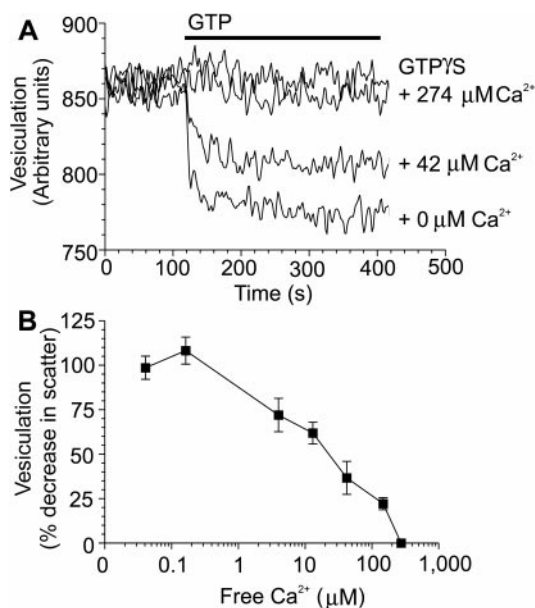 A
GTP
900
850
800
750
Vesiculation
(Arbitrary units)
GTPγS
+ 274 μM Ca²⁺
+ 42 μM Ca²⁺
+ 0 μM Ca²⁺
0 100 200 300 400 500
Time (s)
B
125
100
75
50
25
0
Vesiculation
(% decrease in scatter)
0 0.1 1 10 100 1,000
Free Ca²⁺ (μM)